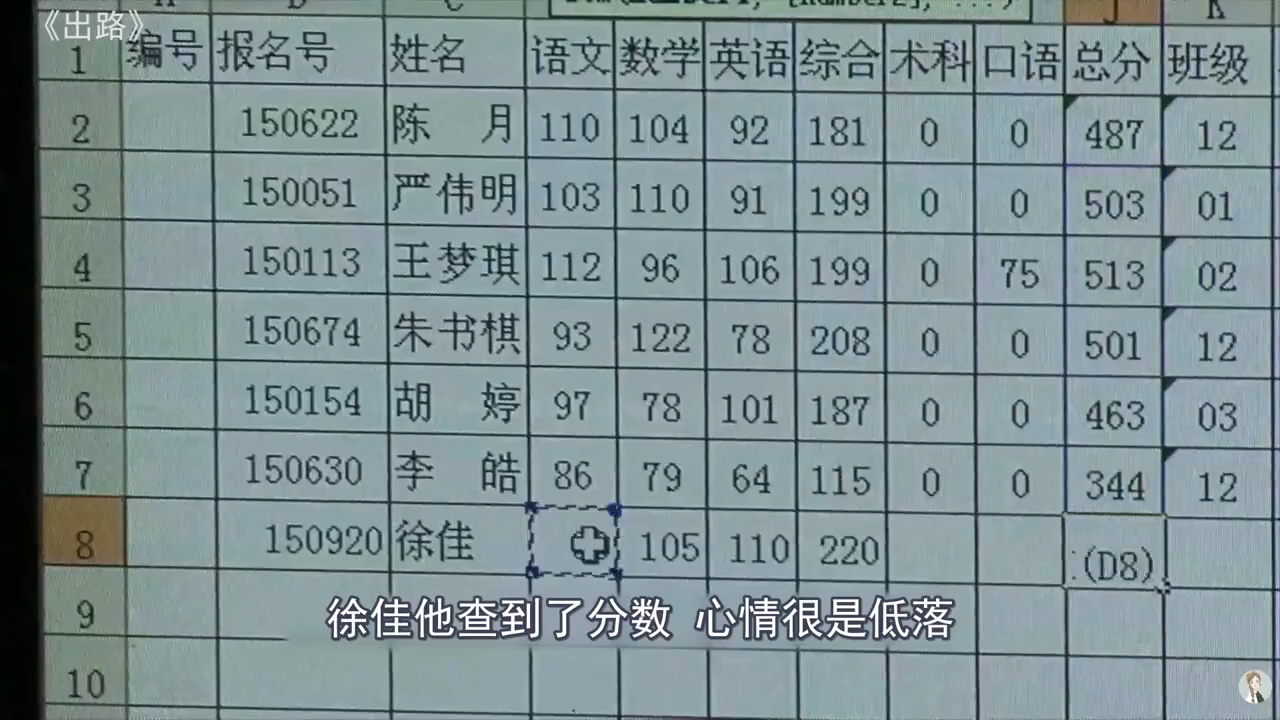 《出路》
J K
1 编号 报名号 姓名 语文 数学 英语 综合 术科 口语 总分 班级
2 150622 陈 月 110 104 92 181 0 0 487 12
3 150051 严伟明 103 110 91 199 0 0 503 01
4 150113 王梦琪 112 96 106 199 0 75 513 02
5 150674 朱书棋 93 122 78 208 0 0 501 12
6 150154 胡 婷 97 78 101 187 0 0 463 03
7 150630 李 皓 86 79 64 115 0 0 344 12
8 150920 徐佳 105 110 220 (D8)
9
徐佳他查到了分数 心情很是低落
10